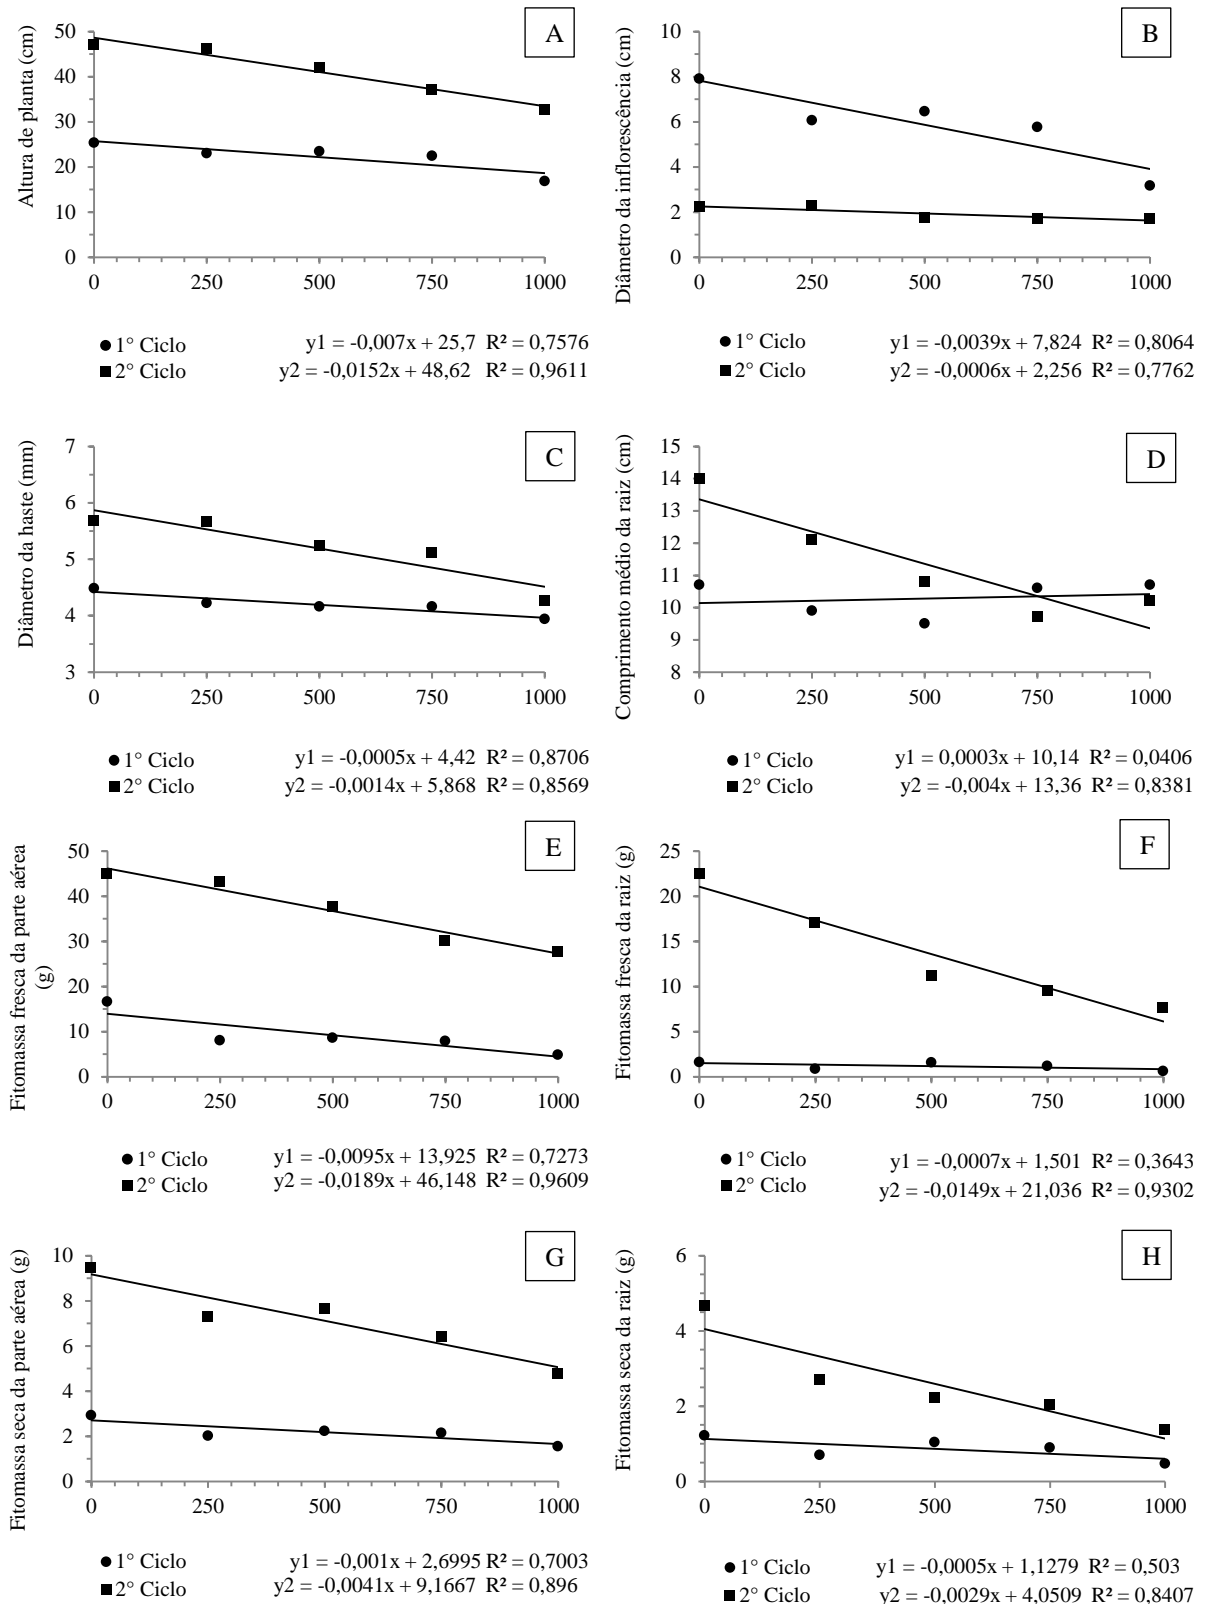 A
Altura de planta (cm)
50
40
30
20
10
0
0 250 500 750 1000
1° Ciclo y1 = -0,007x + 25,7 R² = 0,7576
2° Ciclo y2 = -0,0152x + 48,62 R² = 0,9611
B
Diâmetro da inflorescência (cm)
10
8
6
4
2
0
0 250 500 750 1000
1° Ciclo y1 = -0,0039x + 7,824 R² = 0,8064
2° Ciclo y2 = -0,0006x + 2,256 R² = 0,7762
C
Diâmetro da haste (mm)
7
6
5
4
3
0 250 500 750 1000
1° Ciclo y1 = -0,0005x + 4,42 R² = 0,8706
2° Ciclo y2 = -0,0014x + 5,868 R² = 0,8569
D
Comprimento médio da raiz (cm)
15
14
13
12
11
10
9
8
0 250 500 750 1000
1° Ciclo y1 = 0,0003x + 10,14 R² = 0,0406
2° Ciclo y2 = -0,004x + 13,36 R² = 0,8381
E
Fitomassa fresca da parte aérea
(g)
50
40
30
20
10
0
0 250 500 750 1000
1° Ciclo y1 = -0,0095x + 13,925 R² = 0,7273
2° Ciclo y2 = -0,0189x + 46,148 R² = 0,9609
F
Fitomassa fresca da raiz (g)
25
20
15
10
5
0
0 250 500 750 1000
1° Ciclo y1 = -0,0007x + 1,501 R² = 0,3643
2° Ciclo y2 = -0,0149x + 21,036 R² = 0,9302
G
Fitomassa seca da parte aérea (g)
10
8
6
4
2
0
0 250 500 750 1000
1° Ciclo y1 = -0,001x + 2,6995 R² = 0,7003
2° Ciclo y2 = -0,0041x + 9,1667 R² = 0,896
H
Fitomassa seca da raiz (g)
6
4
2
0
0 250 500 750 1000
1° Ciclo y1 = -0,0005x + 1,1279 R² = 0,503
2° Ciclo y2 = -0,0029x + 4,0509 R² = 0,8407